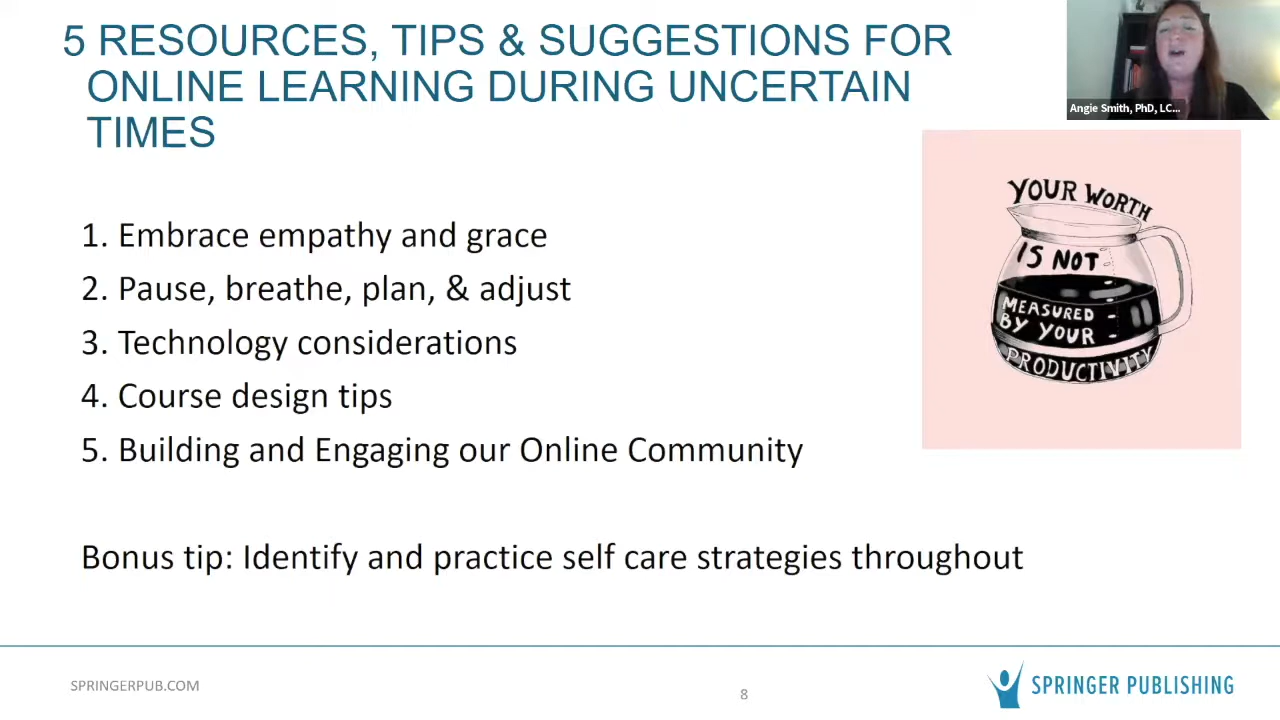 5 RESOURCES, TIPS & SUGGESTIONS FOR
ONLINE LEARNING DURING UNCERTAIN
TIMES
Angie Smith, PhD, LC...
YOUR WORTH
IS NOT
MEASURED
BY YOUR
PRODUCTIVITY
1. Embrace empathy and grace
2. Pause, breathe, plan, & adjust
3. Technology considerations
4. Course design tips
5. Building and Engaging our Online Community
Bonus tip: Identify and practice self care strategies throughout
SPRINGERPUB.COM
8
SPRINGER PUBLISHING